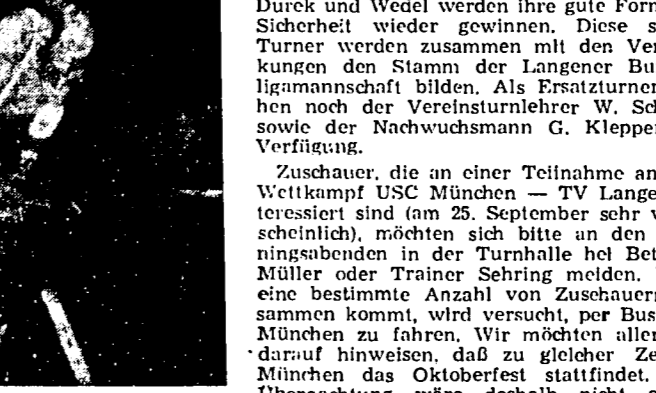 Durek und Wedel werden ihre gute Form
Sicherheit wieder gewinnen. Diese s
Turner werden zusammen mit den Ver
kungen den Stamm der Langener Bu
ligamannschaft bilden. Als Ersatzturner
hen noch der Vereinsturnlehrer W. Sch
sowie der Nachwuchsmann G. Klepper
Verfügung.
Zuschauer, die an einer Teilnahme an
Wettkampf USC München — TV Lange
teressiert sind (am 25. September sehr w
scheinlich), möchten sich bitte an den
ningsabenden in der Turnhalle bei Bet
Müller oder Trainer Sehring melden.
eine bestimmte Anzahl von Zuschauern
sammen kommt, wird versucht, per Bus
München zu fahren. Wir möchten aller
darauf hinweisen, daß zu gleicher Ze
München das Oktoberfest stattfindet.